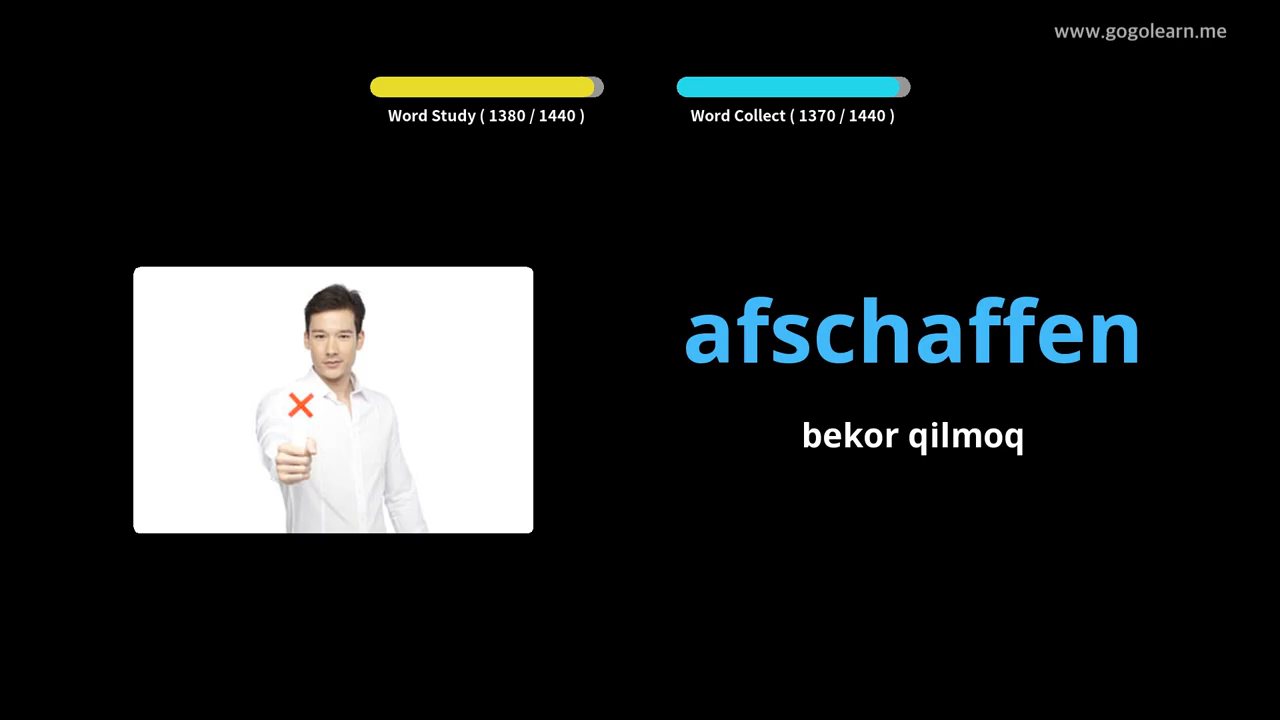 www.gogolearn.me
Word Study ( 1380 / 1440 )
Word Collect ( 1370 / 1440 )
afschaffen
bekor qilmoq